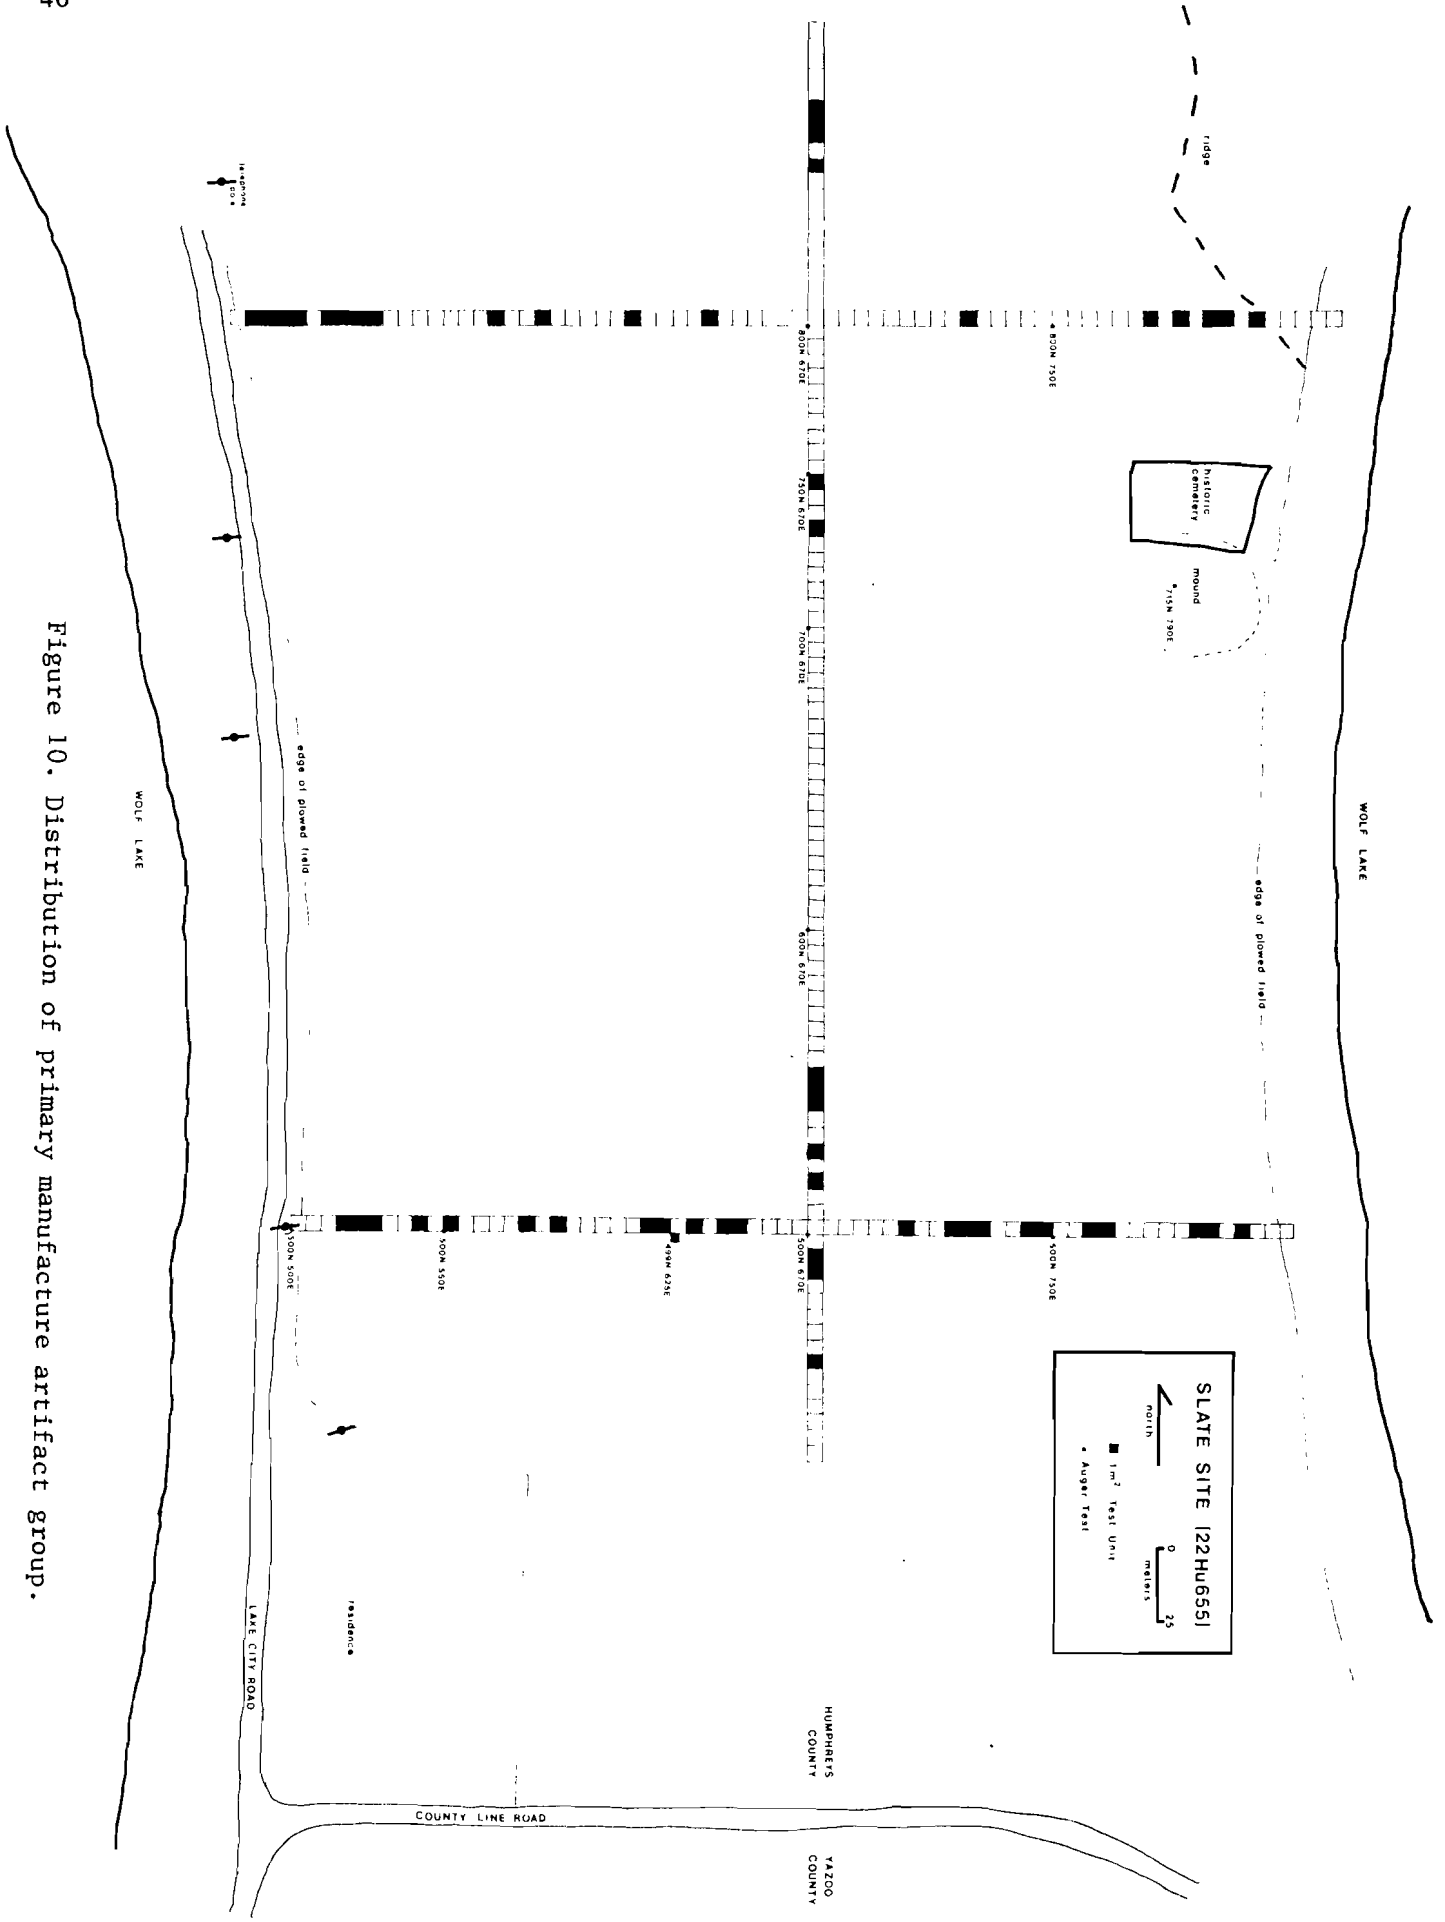 46
ridge
telephone
pole
800N 670E
800N 750E
historic
cemetery
mound
715N 790E
750N 670E
700N 670E
WOLF LAKE
WOLF LAKE
edge of plowed field
edge of plowed field
600N 670E
500N 500E
500N 550E
499N 625E
500N 670E
500N 750E
SLATE SITE (22Hu655)
north
0 25
meters
1m² Test Unit
Auger Test
residence
LAKE CITY ROAD
HUMPHREYS
COUNTY
COUNTY LINE ROAD
YAZOO
COUNTY
Figure 10. Distribution of primary manufacture artifact group.